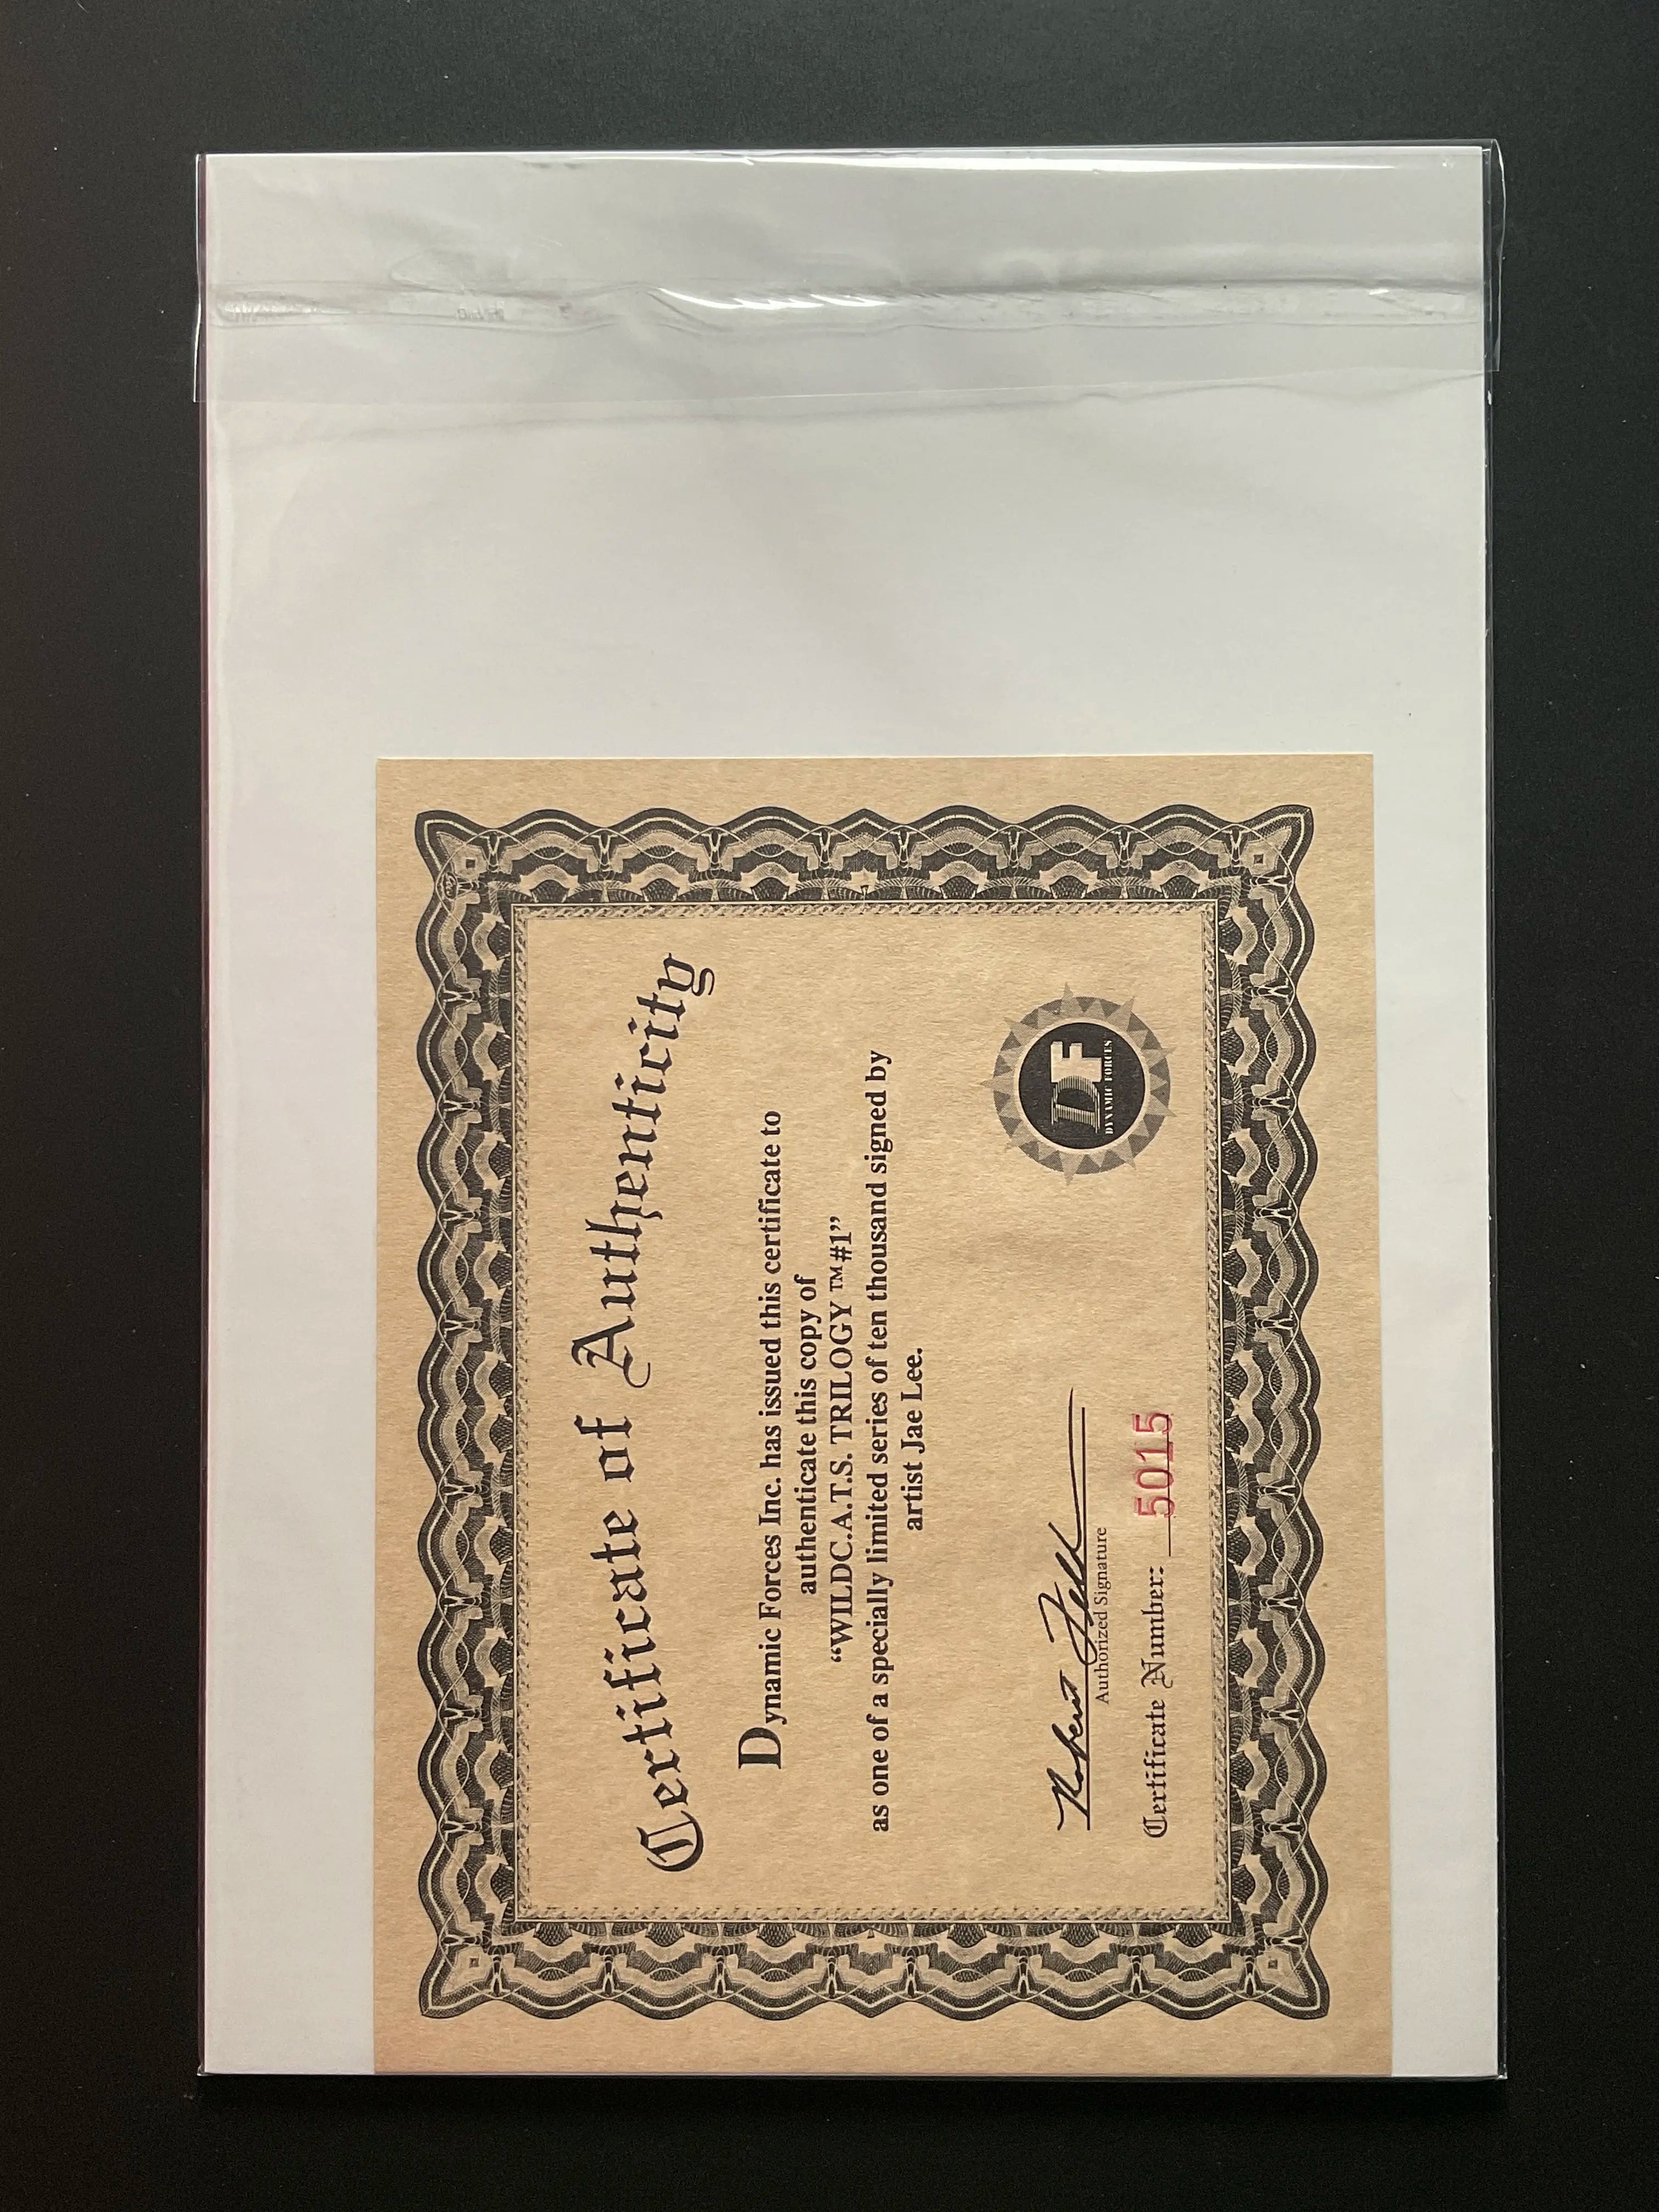 Certificate of Authenticity
Dynamic Forces Inc. has issued this certificate to
authenticate this copy of
“WILDC.A.T.S. TRILOGY™#1”
as one of a specially limited series of ten thousand signed by
artist Jae Lee.
Robert Felk
Authorized Signature
Certificate Number: 5015
DF
DYNAMIC FORCES